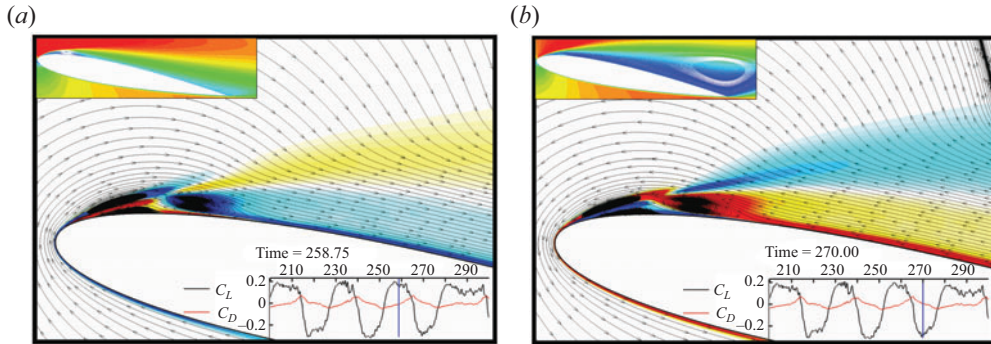 (a)
(b)
Time = 258.75
210 230 250 270 290
0.2
0
–0.2
C_L
C_D
Time = 270.00
210 230 250 270 290
0.2
0
–0.2
C_L
C_D